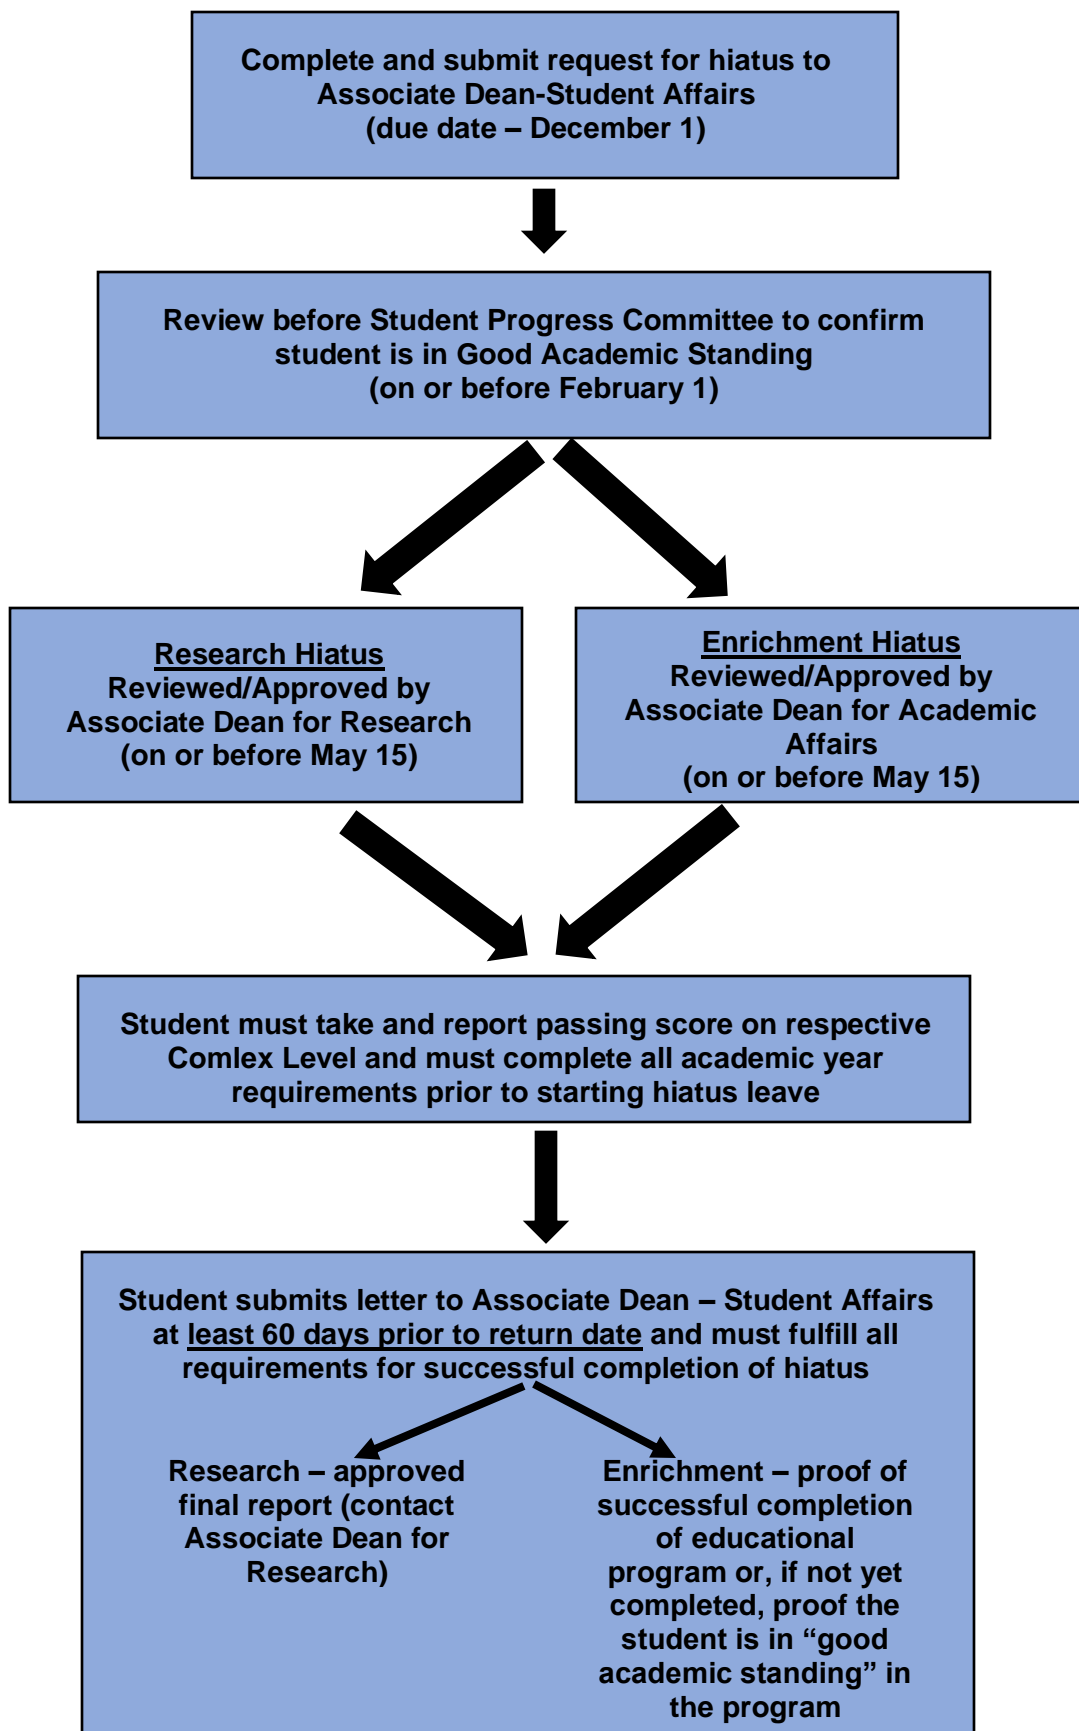 Complete and submit request for hiatus to
Associate Dean-Student Affairs
(due date – December 1)
Review before Student Progress Committee to confirm
student is in Good Academic Standing
(on or before February 1)
Research Hiatus
Reviewed/Approved by
Associate Dean for Research
(on or before May 15)
Enrichment Hiatus
Reviewed/Approved by
Associate Dean for Academic
Affairs
(on or before May 15)
Student must take and report passing score on respective
Comlex Level and must complete all academic year
requirements prior to starting hiatus leave
Student submits letter to Associate Dean – Student Affairs
at least 60 days prior to return date and must fulfill all
requirements for successful completion of hiatus
Research – approved
final report (contact
Associate Dean for
Research)
Enrichment – proof of
successful completion
of educational
program or, if not yet
completed, proof the
student is in “good
academic standing” in
the program